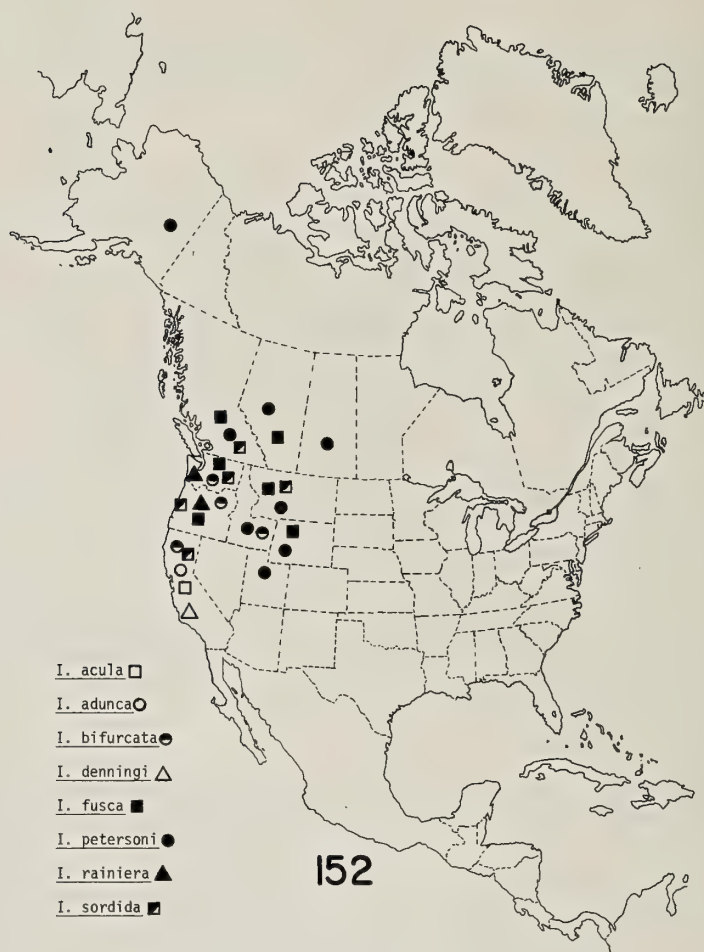 I. acula
I. adunca
I. bifurcata
I. denningi
I. fusca
I. petersoni
I. rainiera
I. sordida
152